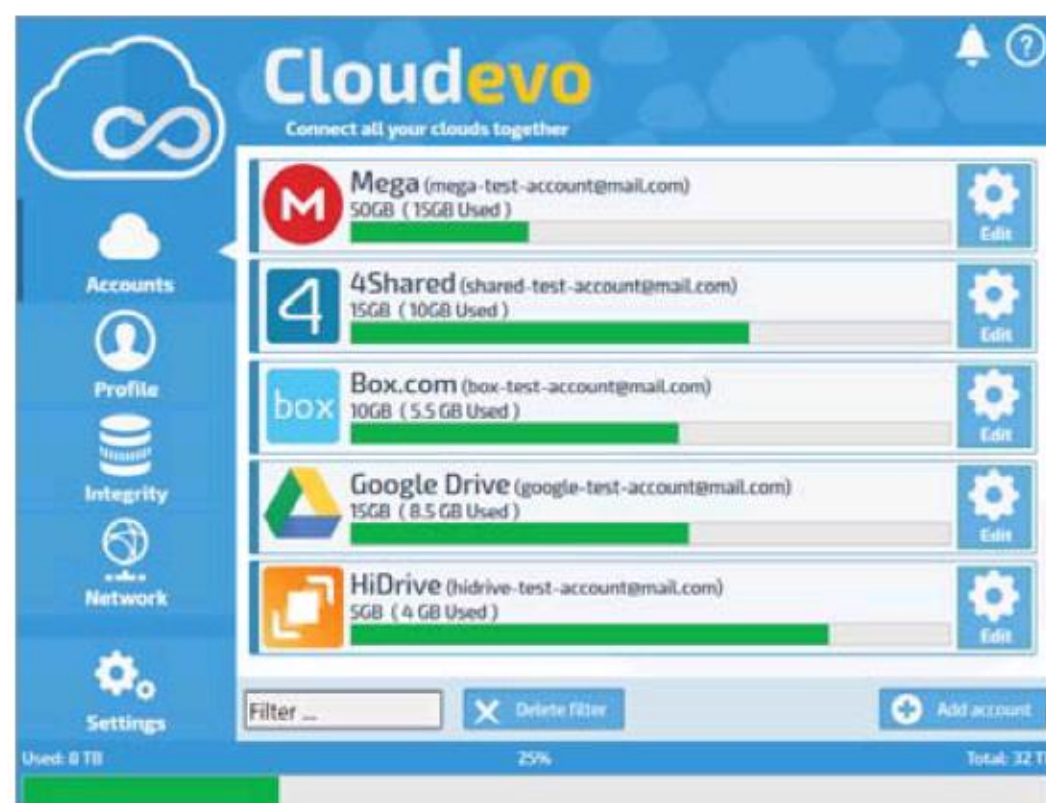 Cloudevo
Connect all your clouds together
?
Accounts
Profile
Integrity
Network
Settings
M
Mega (mega-test-account@mail.com)
50GB ( 15GB Used )
Edit
4
4Shared (shared-test-account@mail.com)
15GB ( 10GB Used )
Edit
box
Box.com (box-test-account@mail.com)
10GB ( 5.5 GB Used )
Edit
Google Drive (google-test-account@mail.com)
15GB ( 8.5 GB Used )
Edit
HiDrive (hidrive-test-account@mail.com)
5GB ( 4 GB Used )
Edit
Filter ...
Delete filter
Add account
Used: 8 TB
25%
Total: 32 T